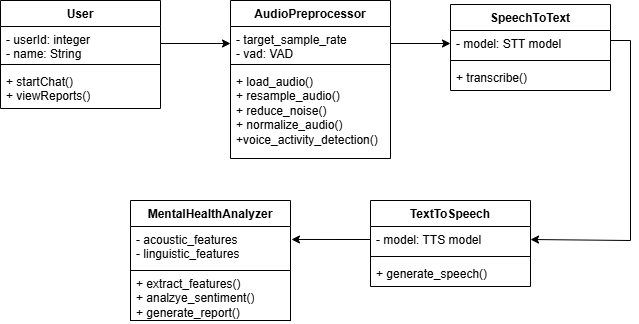 User
- userId: integer
- name: String
+ startChat()
+ viewReports()
AudioPreprocessor
- target_sample_rate
- vad: VAD
+ load_audio()
+ resample_audio()
+ reduce_noise()
+ normalize_audio()
+voice_activity_detection()
SpeechToText
- model: STT model
+ transcribe()
MentalHealthAnalyzer
- acoustic_features
- linguistic_features
+ extract_features()
+ analzye_sentiment()
+ generate_report()
TextToSpeech
- model: TTS model
+ generate_speech()